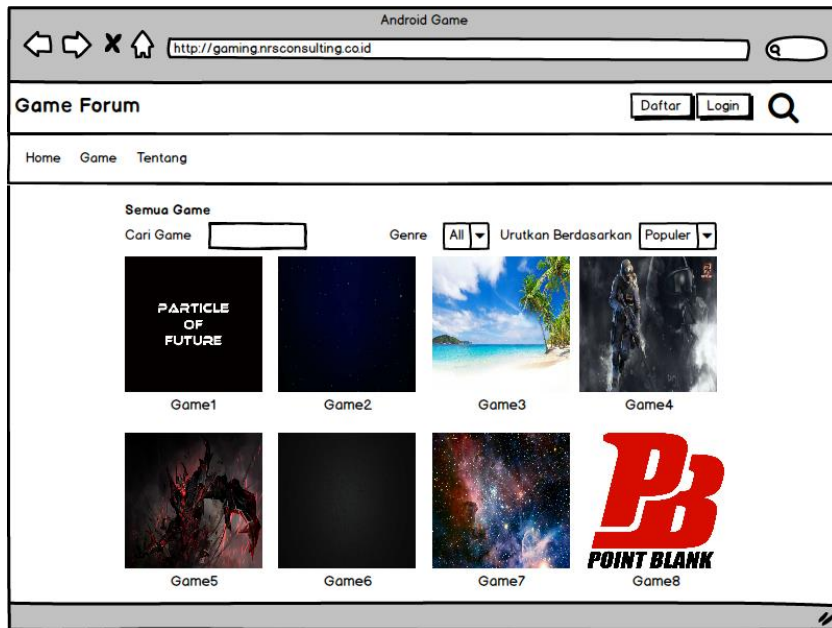 Android Game
http://gaming.nrsconsulting.co.id
Game Forum
Daftar
Login
Home Game Tentang
Semua Game
Cari Game Genre All Urutkan Berdasarkan Populer
PARTICLE
OF
FUTURE
Game1 Game2 Game3 Game4
PB
POINT BLANK
Game5 Game6 Game7 Game8